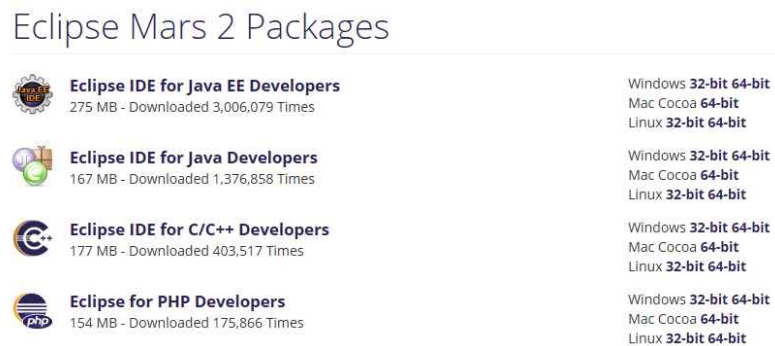 Eclipse Mars 2 Packages
Java EE
IDE
Eclipse IDE for Java EE Developers
275 MB - Downloaded 3,006,079 Times
Windows 32-bit 64-bit
Mac Cocoa 64-bit
Linux 32-bit 64-bit
Eclipse IDE for Java Developers
167 MB - Downloaded 1,376,858 Times
Windows 32-bit 64-bit
Mac Cocoa 64-bit
Linux 32-bit 64-bit
C++
Eclipse IDE for C/C++ Developers
177 MB - Downloaded 403,517 Times
Windows 32-bit 64-bit
Mac Cocoa 64-bit
Linux 32-bit 64-bit
php
Eclipse for PHP Developers
154 MB - Downloaded 175,866 Times
Windows 32-bit 64-bit
Mac Cocoa 64-bit
Linux 32-bit 64-bit